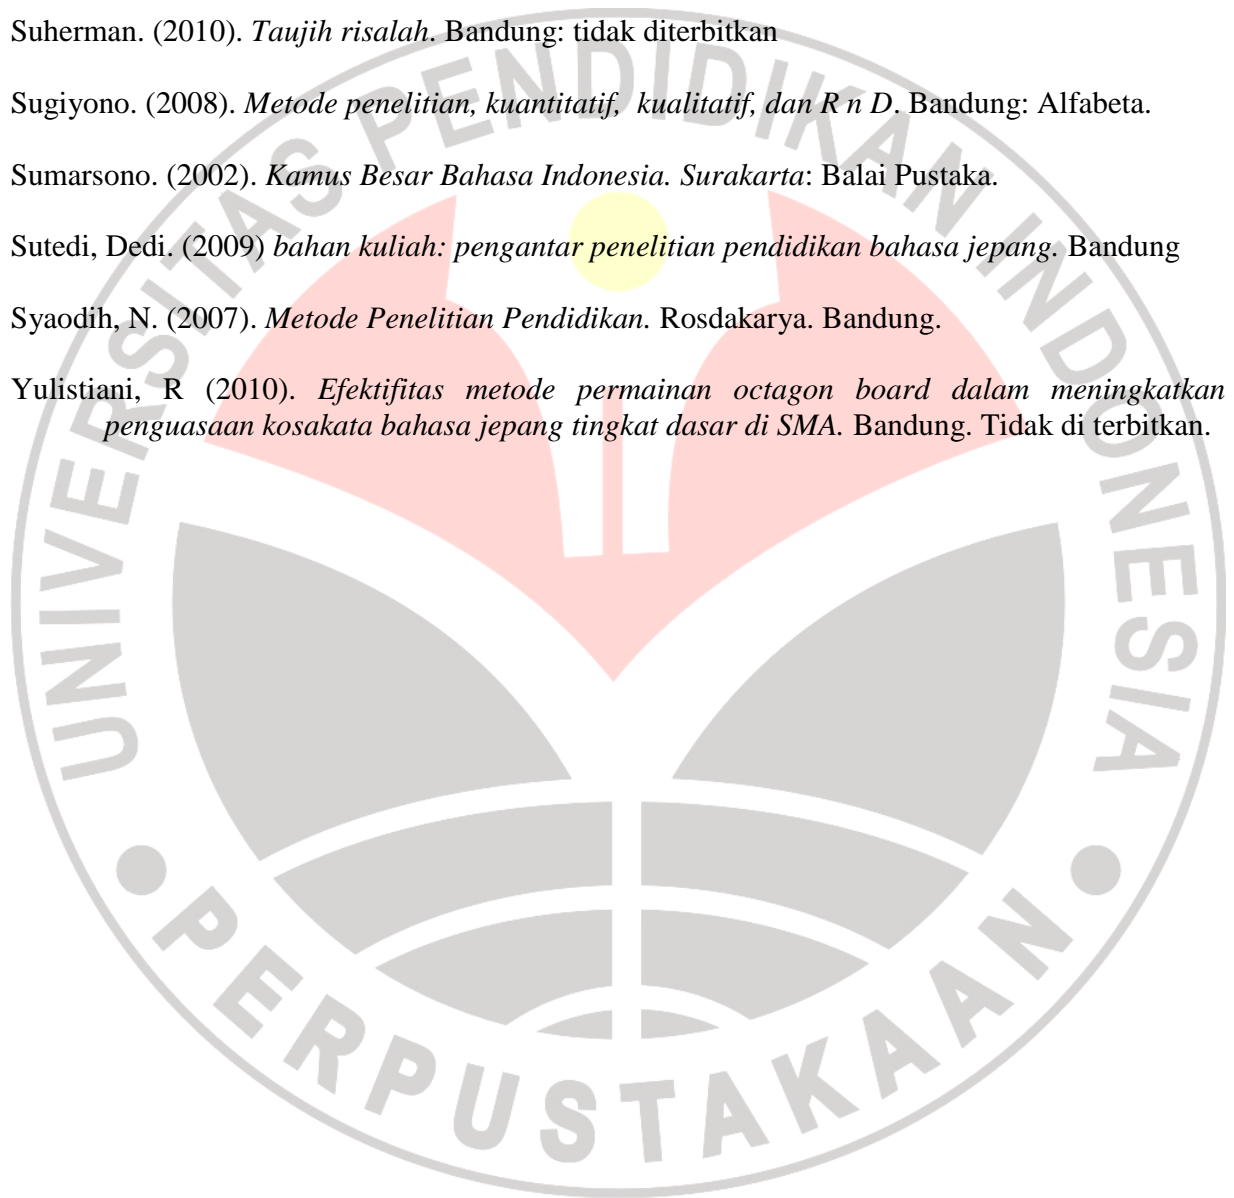 Suherman. (2010). Taujih risalah. Bandung: tidak diterbitkan
Sugiyono. (2008). Metode penelitian, kuantitatif, kualitatif, dan R n D. Bandung: Alfabeta.
Sumarsono. (2002). Kamus Besar Bahasa Indonesia. Surakarta: Balai Pustaka.
Sutedi, Dedi. (2009) bahan kuliah: pengantar penelitian pendidikan bahasa jepang. Bandung
Syaodih, N. (2007). Metode Penelitian Pendidikan. Rosdakarya. Bandung.
Yulistiani, R (2010). Efektifitas metode permainan octagon board dalam meningkatkan
penguasaan kosakata bahasa jepang tingkat dasar di SMA. Bandung. Tidak di terbitkan.
UNIVERSITAS PENDIDIKAN INDONESIA
PERPUSTAKAAN